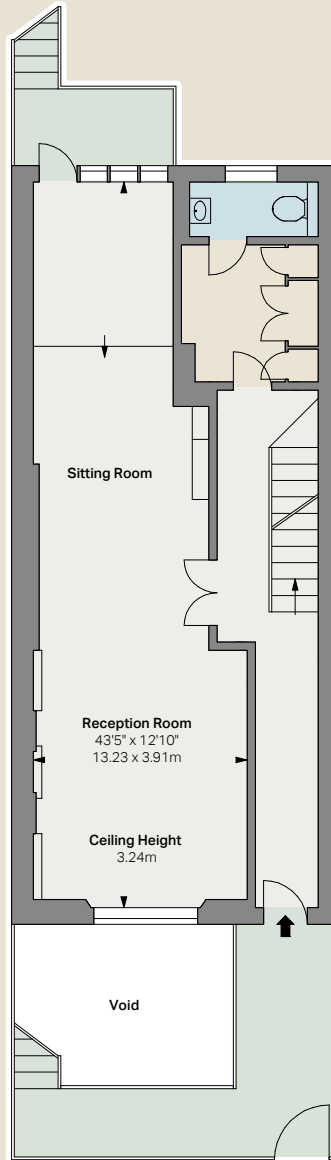 Sitting Room
Reception Room
43'5" x 12'10"
13.23 x 3.91m
Ceiling Height
3.24m
Void